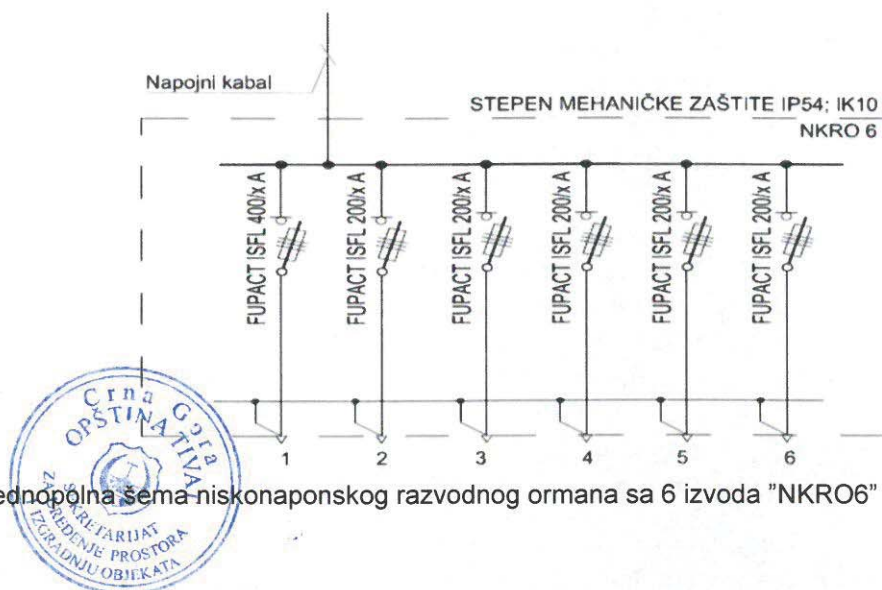 Napojni kabal
STEPEN MEHANIČKE ZAŠTITE IP54; IK10
NKRO 6
FUPACT ISFL 400/x A
FUPACT ISFL 200/x A
FUPACT ISFL 200/x A
FUPACT ISFL 200/x A
FUPACT ISFL 200/x A
FUPACT ISFL 200/x A
1 2 3 4 5 6
ednopolna šema niskonaponskog razvodnog ormana sa 6 izvoda "NKRO6"
Crna Gora
OPŠTINA TIVAT
SEKRETARIJAT
ZA UREĐENJE PROSTORA
IZGRADNJU OBJEKATA